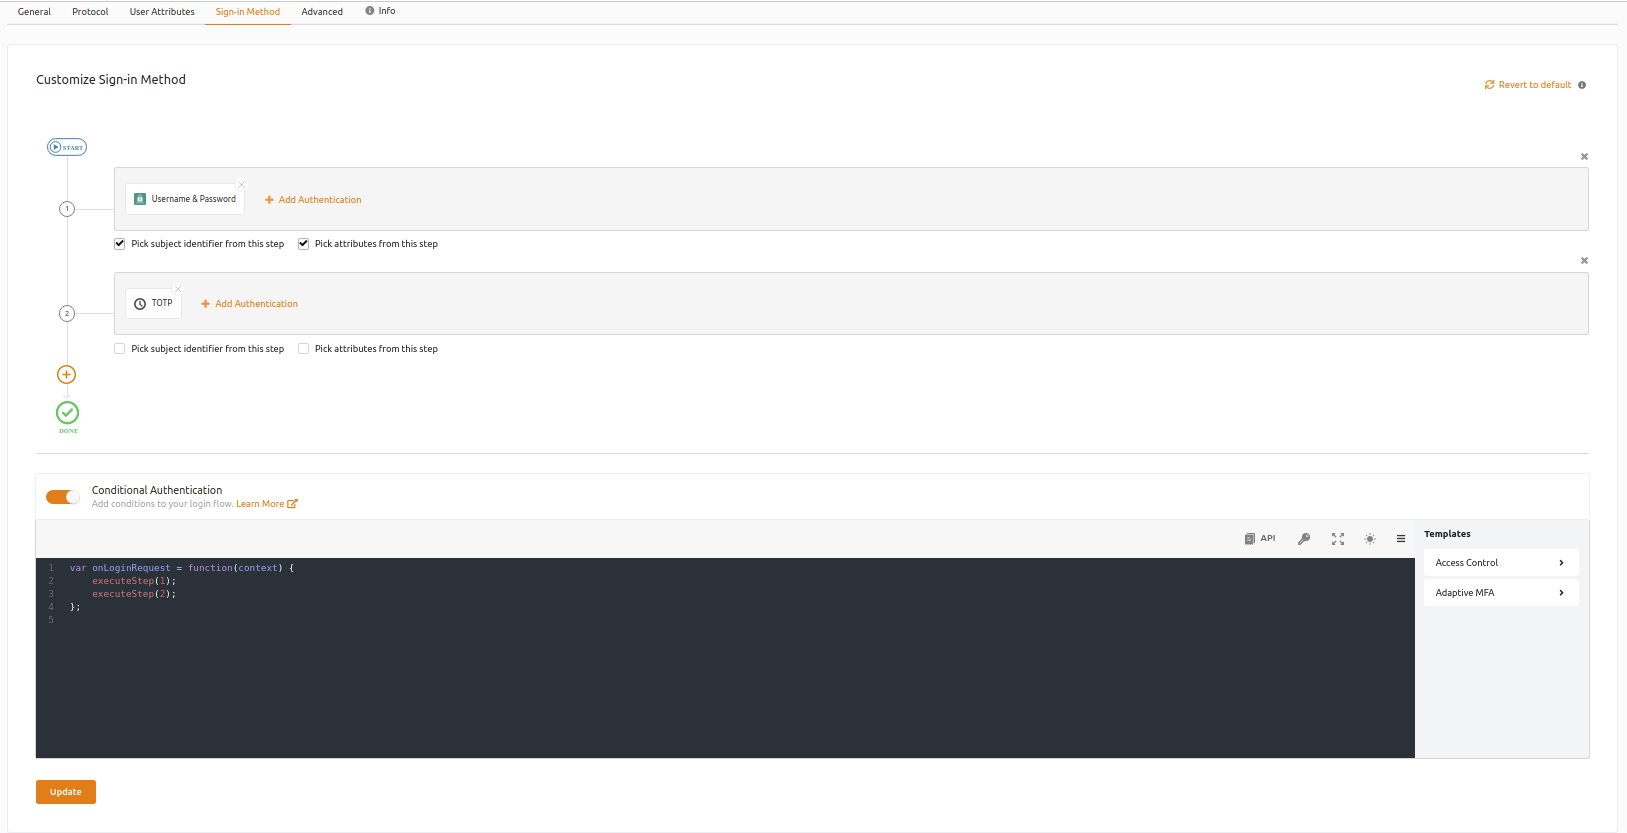 General Protocol User Attributes Sign-in Method Advanced Info
Customize Sign-in Method
Revert to default
START
1
Username & Password
Add Authentication
Pick subject identifier from this step Pick attributes from this step
2
TOTP
Add Authentication
Pick subject identifier from this step Pick attributes from this step
DONE
Conditional Authentication
Add conditions to your login flow. Learn More
API
1 var onLoginRequest = function(context) {
2 executeStep(1);
3 executeStep(2);
4 };
5
Templates
Access Control
Adaptive MFA
Update